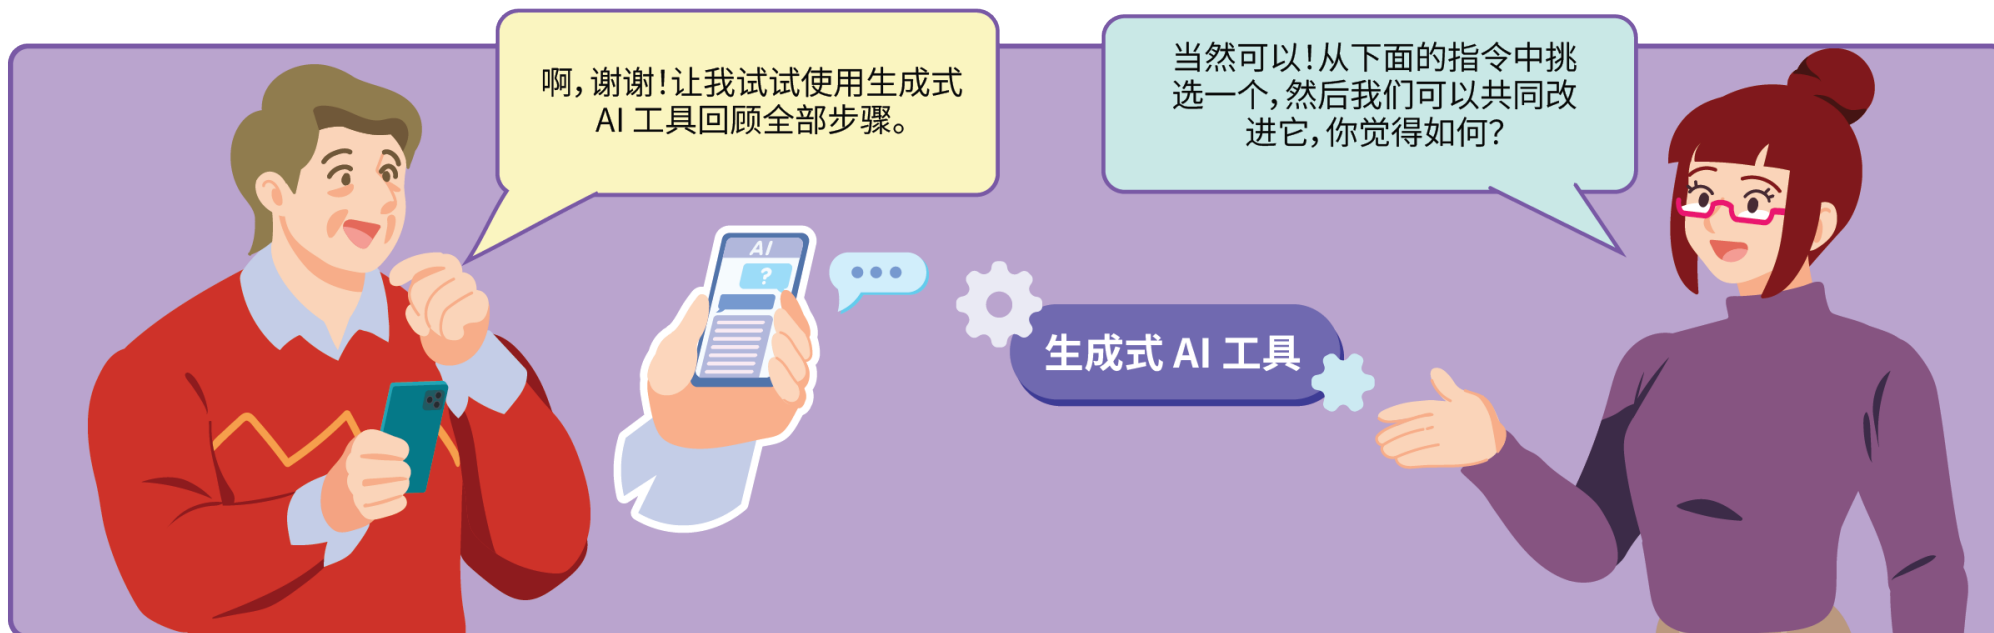 啊，谢谢！让我试试使用生成式
AI 工具回顾全部步骤。
当然可以！从下面的指令中挑
选一个，然后我们可以共同改
进它，你觉得如何？
AI
?
生成式 AI 工具